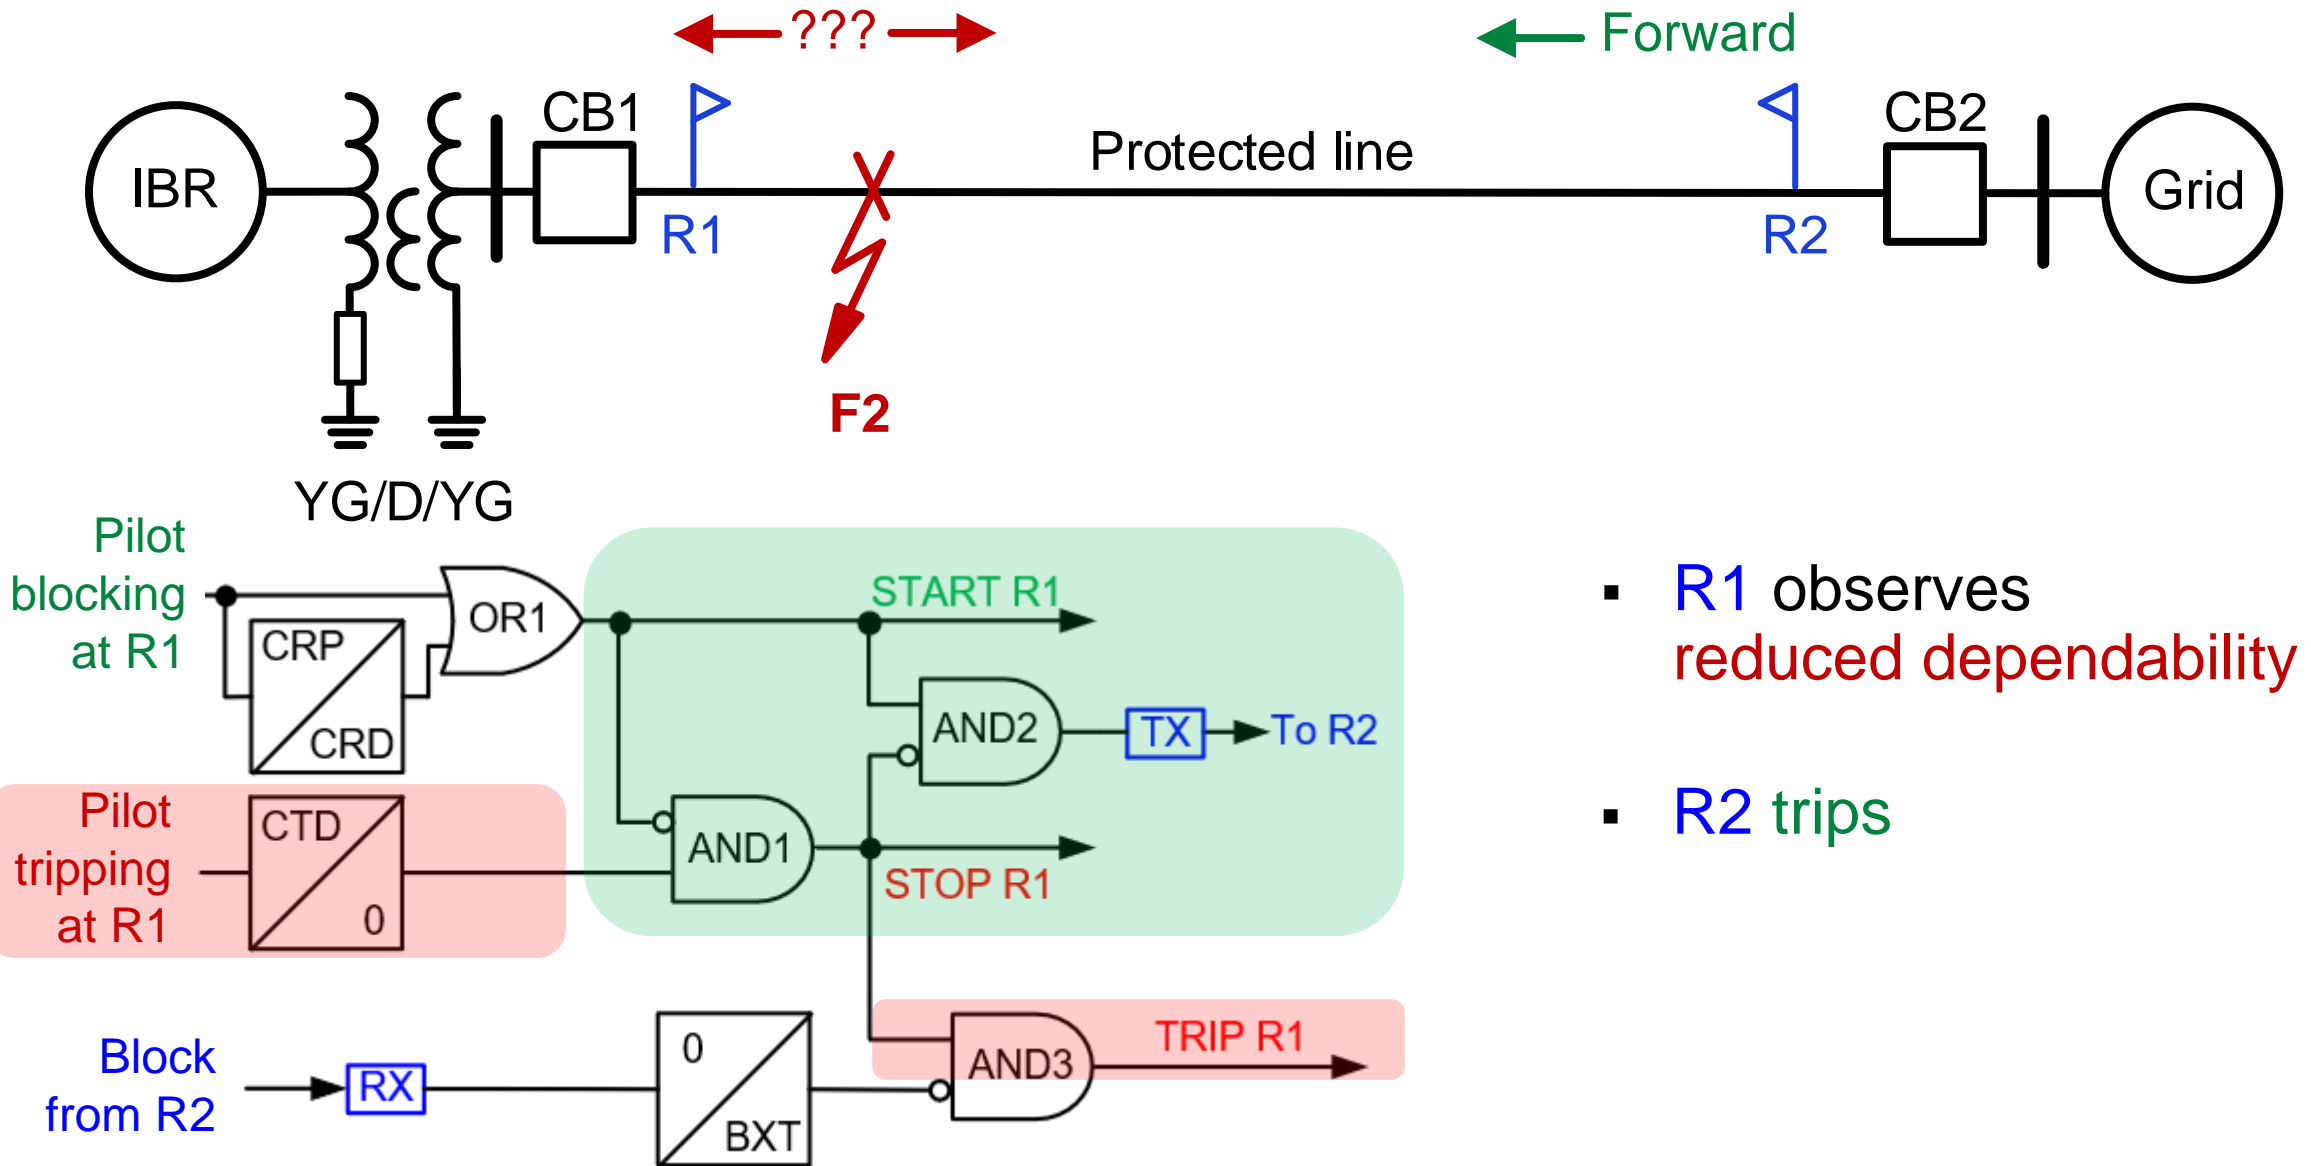 ???
Forward
IBR
CB1
R1
Protected line
R2
CB2
Grid
F2
YG/D/YG
Pilot
blocking
at R1
CRP
CRD
OR1
START R1
AND2
TX
To R2
Pilot
tripping
at R1
CTD
0
AND1
STOP R1
Block
from R2
RX
0
BXT
AND3
TRIP R1
▪ R1 observes
reduced dependability
▪ R2 trips